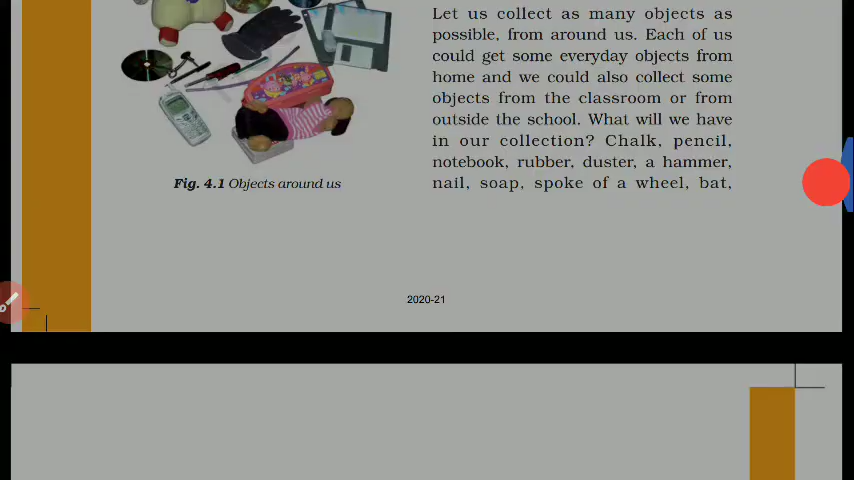 Let us collect as many objects as
possible, from around us. Each of us
could get some everyday objects from
home and we could also collect some
objects from the classroom or from
outside the school. What will we have
in our collection? Chalk, pencil,
notebook, rubber, duster, a hammer,
nail, soap, spoke of a wheel, bat,
Fig. 4.1 Objects around us
2020-21